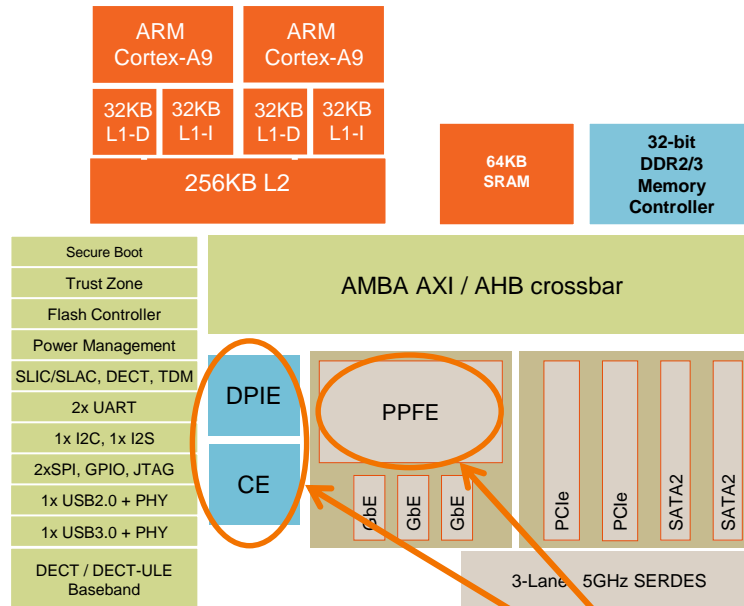 ARM
Cortex-A9
ARM
Cortex-A9
32KB
L1-D
32KB
L1-I
32KB
L1-D
32KB
L1-I
256KB L2
64KB
SRAM
32-bit
DDR2/3
Memory
Controller
Secure Boot
Trust Zone
Flash Controller
Power Management
SLIC/SLAC, DECT, TDM
2x UART
1x I2C, 1x I2S
2xSPI, GPIO, JTAG
1x USB2.0 + PHY
1x USB3.0 + PHY
DECT / DECT-ULE
Baseband
AMBA AXI / AHB crossbar
DPIE
CE
PPFE
GbE
GbE
GbE
PCIe
PCIe
SATA2
SATA2
3-Lane 5GHz SERDES